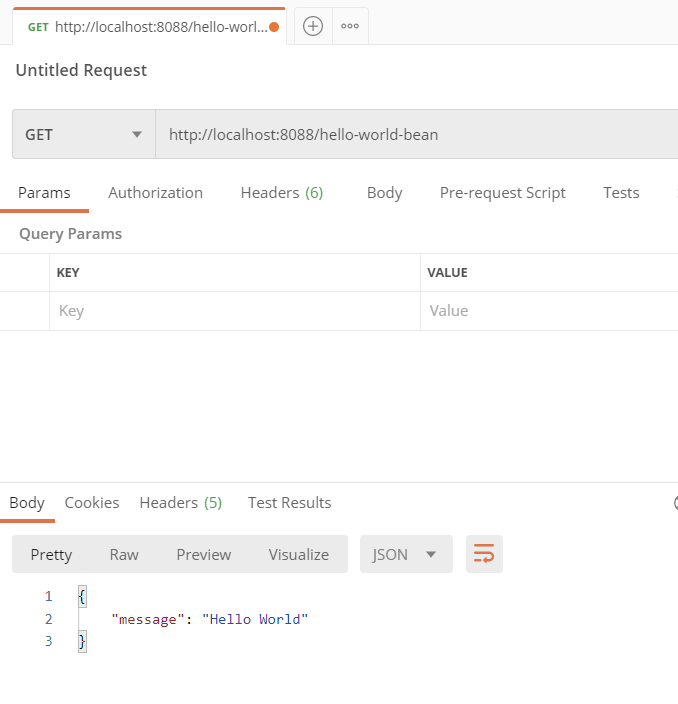 GET http://localhost:8088/hello-worl...
Untitled Request
GET http://localhost:8088/hello-world-bean
Params Authorization Headers (6) Body Pre-request Script Tests
Query Params
KEY VALUE
Key Value
Body Cookies Headers (5) Test Results
Pretty Raw Preview Visualize JSON
1 {
2 "message": "Hello World"
3 }